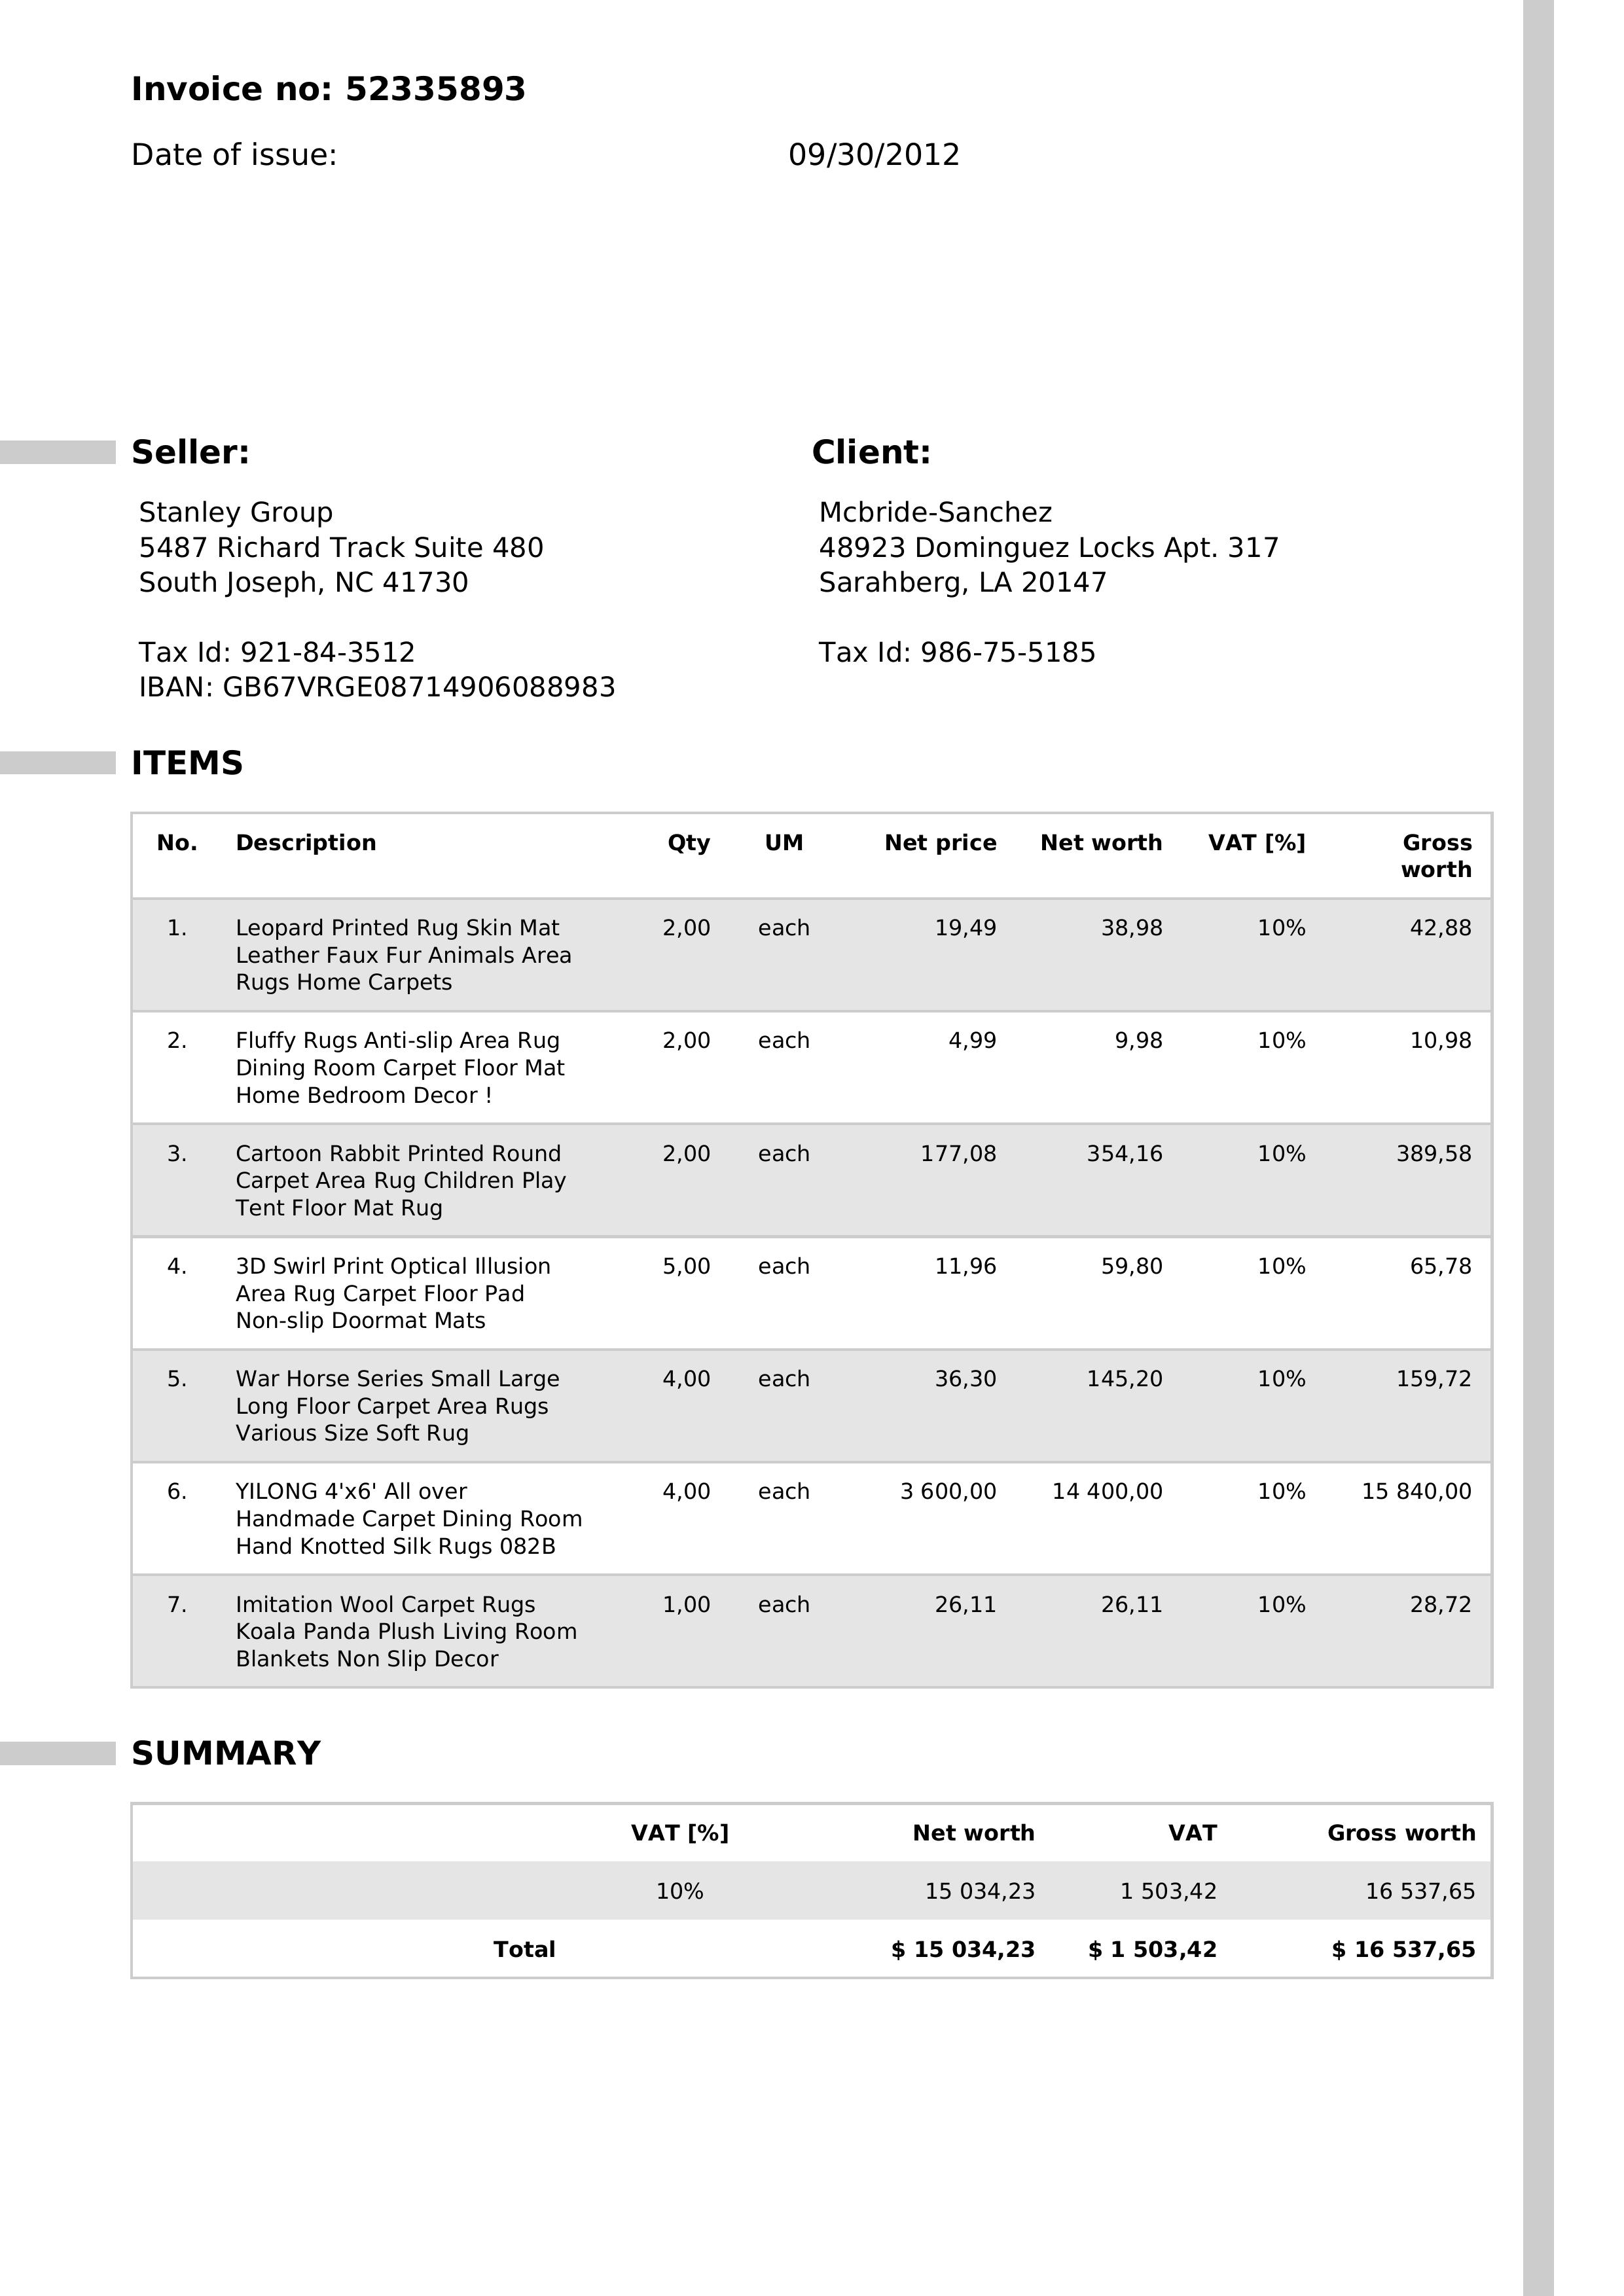 Invoice no: 52335893
Date of issue: 09/30/2012
Seller: Client:
Stanley Group Mcbride-Sanchez
5487 Richard Track Suite 480 48923 Dominguez Locks Apt. 317
South Joseph, NC 41730 Sarahberg, LA 20147
Tax Id: 921-84-3512 Tax Id: 986-75-5185
IBAN: GB67VRGE08714906088983
ITEMS
No. Description Qty UM Net price Net worth VAT [%] Gross
worth
1. Leopard Printed Rug Skin Mat 2,00 each 19,49 38,98 10% 42,88
Leather Faux Fur Animals Area
Rugs Home Carpets
2. Fluffy Rugs Anti-slip Area Rug 2,00 each 4,99 9,98 10% 10,98
Dining Room Carpet Floor Mat
Home Bedroom Decor !
3. Cartoon Rabbit Printed Round 2,00 each 177,08 354,16 10% 389,58
Carpet Area Rug Children Play
Tent Floor Mat Rug
4. 3D Swirl Print Optical Illusion 5,00 each 11,96 59,80 10% 65,78
Area Rug Carpet Floor Pad
Non-slip Doormat Mats
5. War Horse Series Small Large 4,00 each 36,30 145,20 10% 159,72
Long Floor Carpet Area Rugs
Various Size Soft Rug
6. YILONG 4'x6' All over 4,00 each 3 600,00 14 400,00 10% 15 840,00
Handmade Carpet Dining Room
Hand Knotted Silk Rugs 082B
7. Imitation Wool Carpet Rugs 1,00 each 26,11 26,11 10% 28,72
Koala Panda Plush Living Room
Blankets Non Slip Decor
SUMMARY
VAT [%] Net worth VAT Gross worth
10% 15 034,23 1 503,42 16 537,65
Total $ 15 034,23 $ 1 503,42 $ 16 537,65